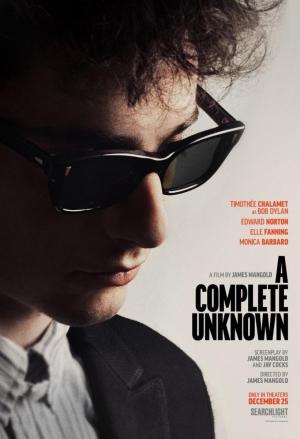 TIMOTHÉE CHALAMET
AS BOB DYLAN
EDWARD NORTON
ELLE FANNING
MONICA BARBARO
A FILM BY JAMES MANGOLD
A
COMPLETE
UNKNOWN
SCREENPLAY BY
JAMES MANGOLD
AND JAY COCKS
DIRECTED BY
JAMES MANGOLD
ONLY IN THEATERS
DECEMBER 25
SEARCHLIGHT
PICTURES